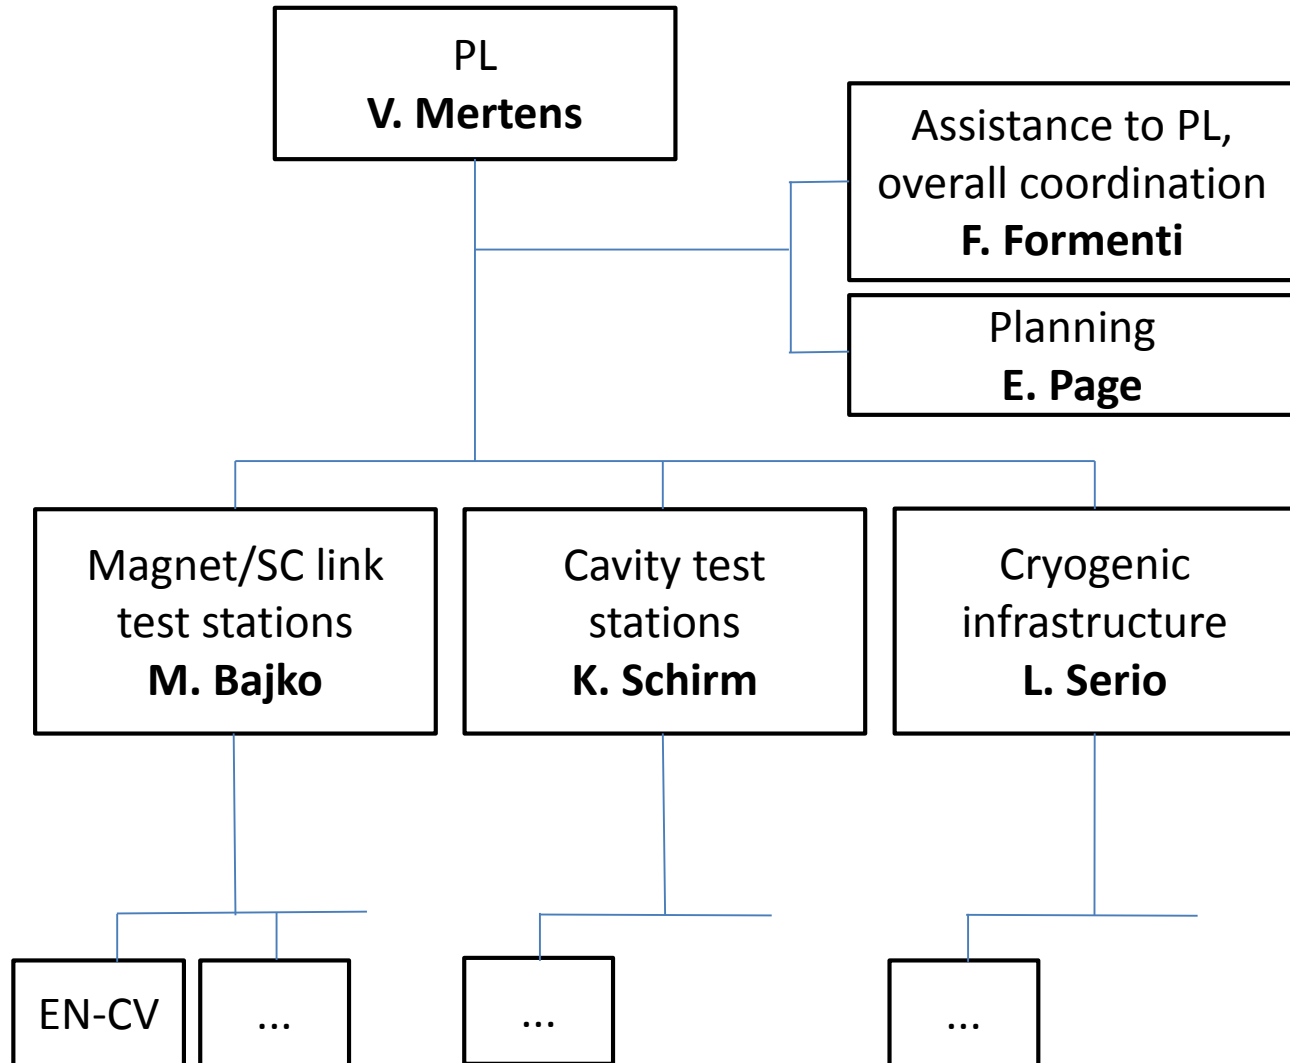 PL
V. Mertens
Assistance to PL,
overall coordination
F. Formenti
Planning
E. Page
Magnet/SC link
test stations
M. Bajko
Cavity test
stations
K. Schirm
Cryogenic
infrastructure
L. Serio
EN-CV
...
...
...